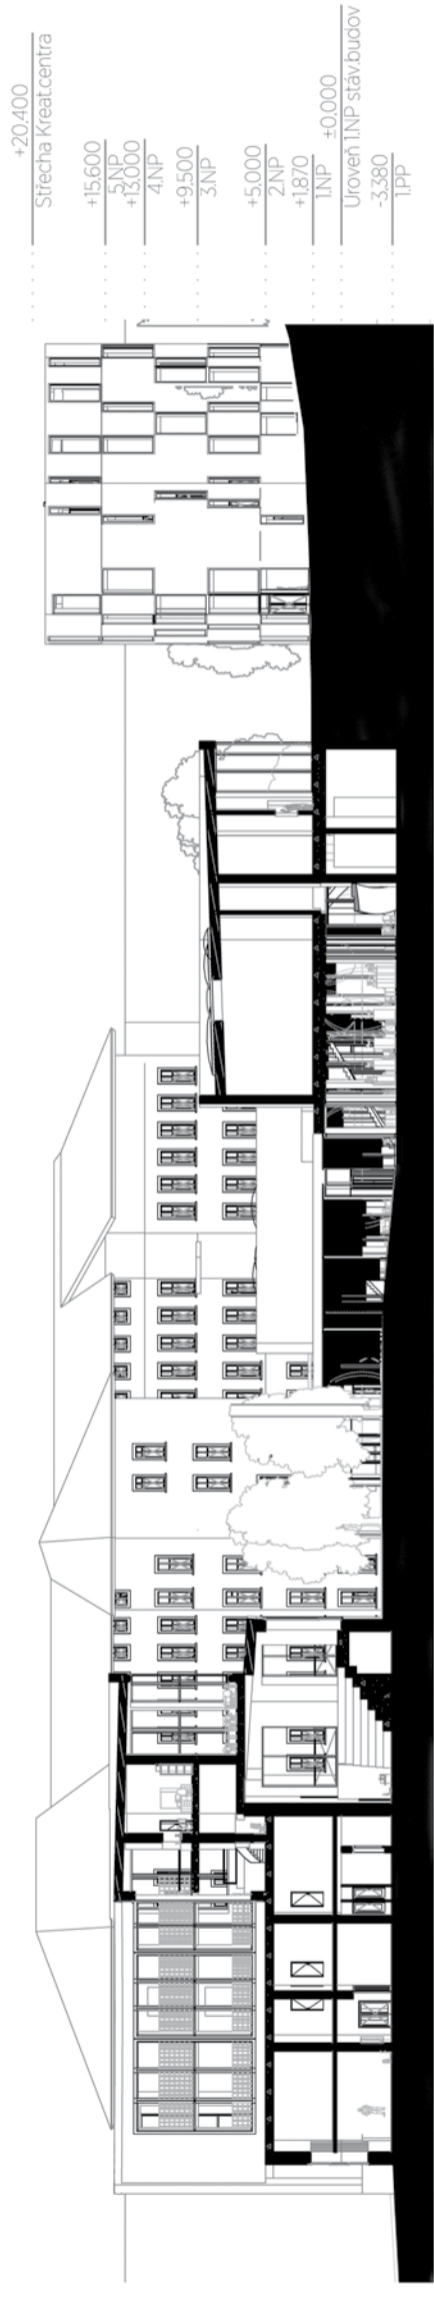 +20,400
Střecha Kreat.centra
+15,600
5.NP
+13,000
4.NP
+9.500
3.NP
+5,000
2.NP
+1,870
1.NP
±0,000
Úroveň 1.NP stáv.budov
-3,380
1.PP